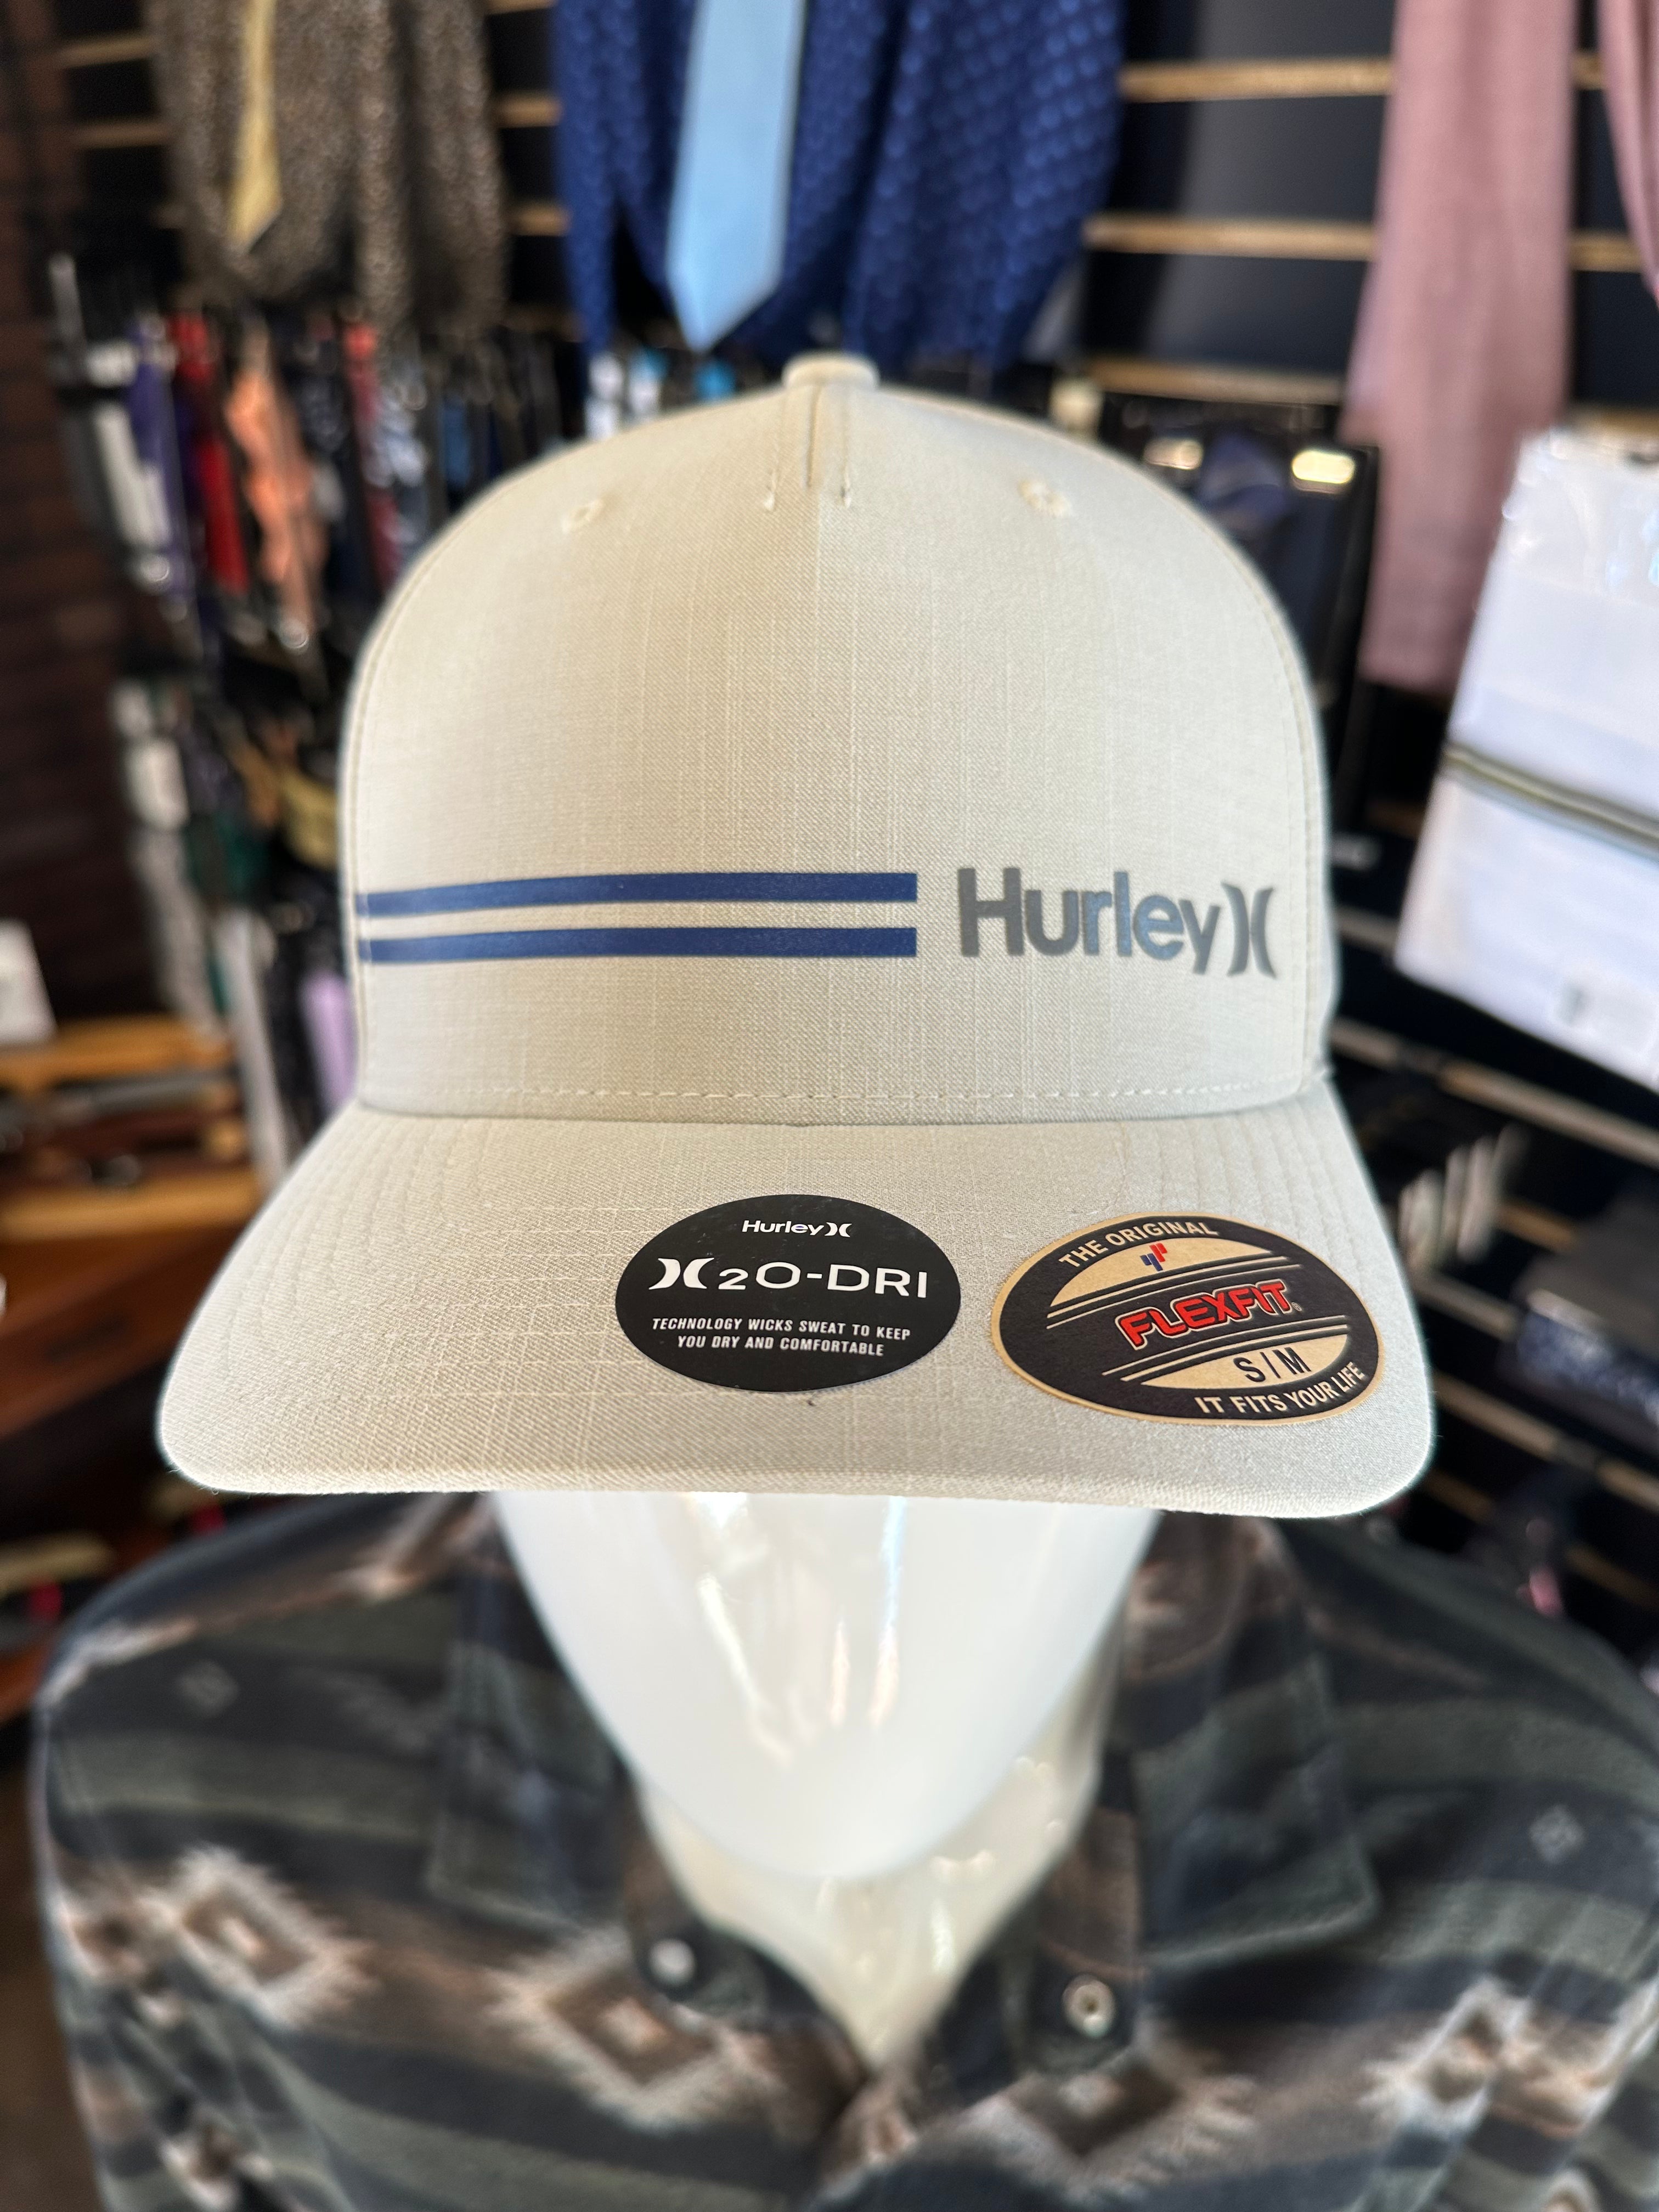 Hurley
Hurley
2O-DRI
TECHNOLOGY WICKS SWEAT TO KEEP
YOU DRY AND COMFORTABLE
THE ORIGINAL
FLEXFIT®
S/M
IT FITS YOUR LIFE